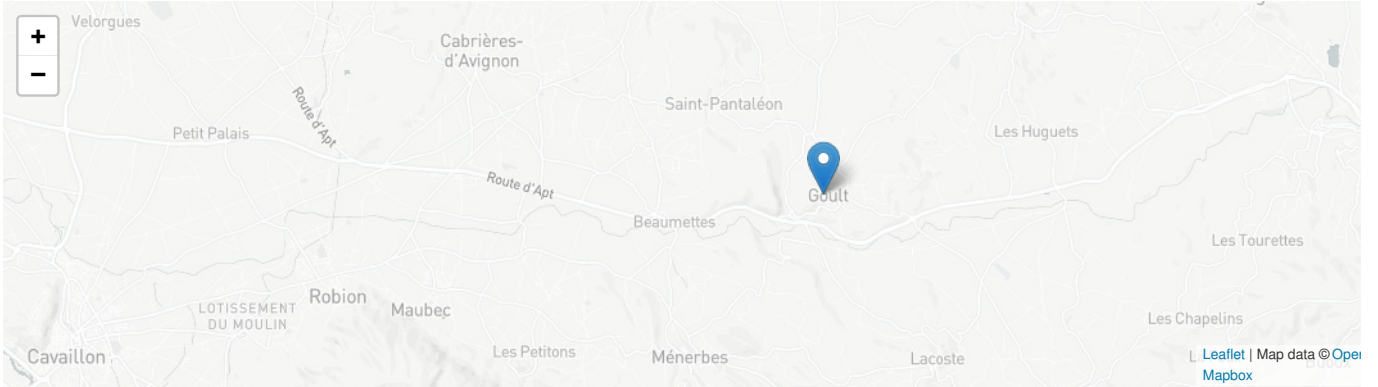 Velorgues
+
−
Cabrières-
d'Avignon
Route d'Apt
Saint-Pantaléon
Petit Palais
Les Huguets
Route d'Apt
Goult
Beaumettes
Les Tourettes
Robion
LOTISSEMENT
DU MOULIN
Maubec
Les Chapelins
Cavaillon
Les Petitons
Ménerbes
Lacoste
Leaflet | Map data © Open
Mapbox